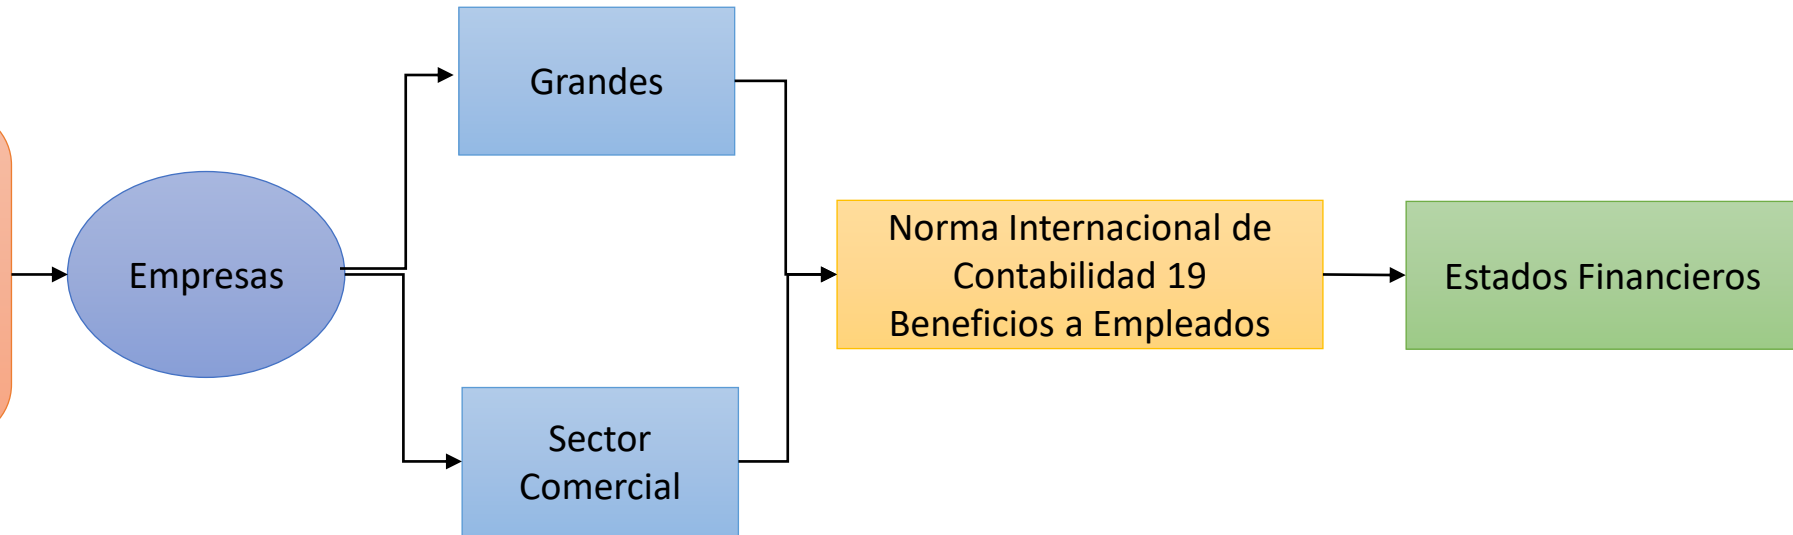 Grandes
Empresas
Norma Internacional de
Contabilidad 19
Beneficios a Empleados
Estados Financieros
Sector
Comercial